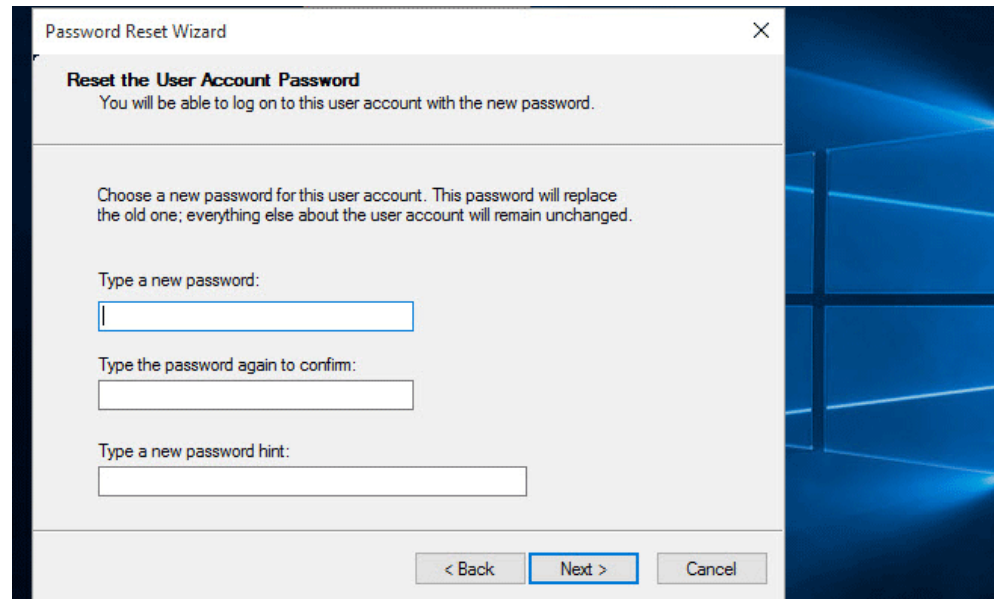 Password Reset Wizard
Reset the User Account Password
You will be able to log on to this user account with the new password.
Choose a new password for this user account. This password will replace
the old one; everything else about the user account will remain unchanged.
Type a new password:
Type the password again to confirm:
Type a new password hint:
< Back
Next >
Cancel